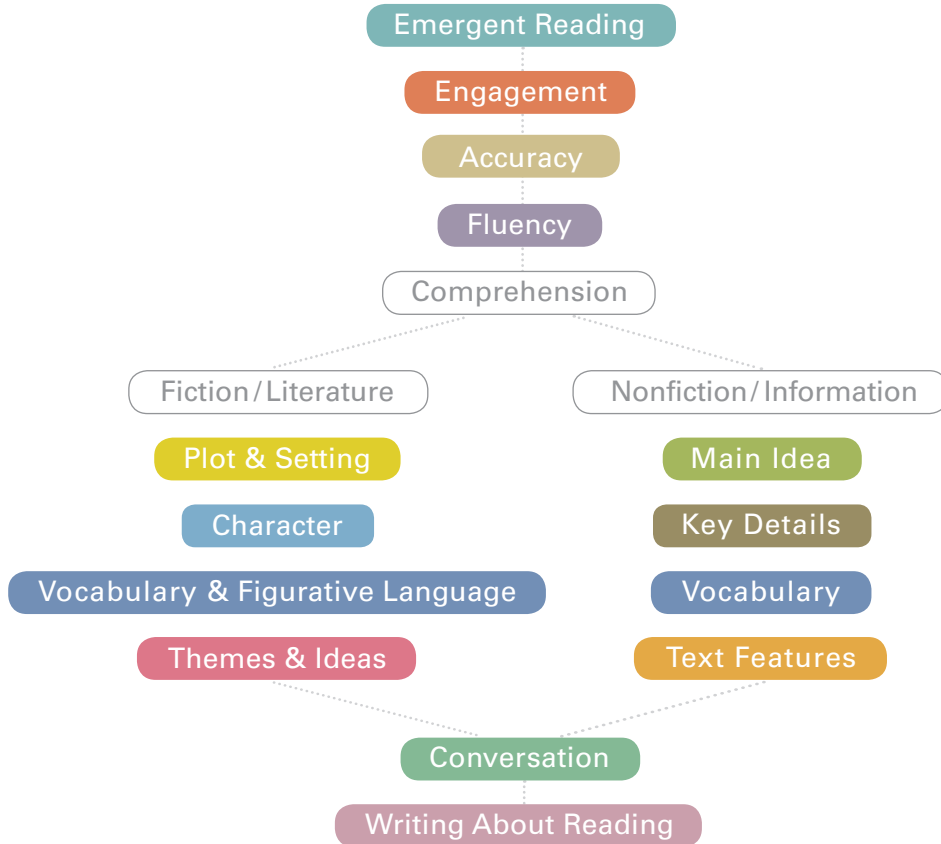 Emergent Reading
Engagement
Accuracy
Fluency
Comprehension
Fiction/Literature
Plot & Setting
Character
Vocabulary & Figurative Language
Themes & Ideas
Nonfiction/Information
Main Idea
Key Details
Vocabulary
Text Features
Conversation
Writing About Reading